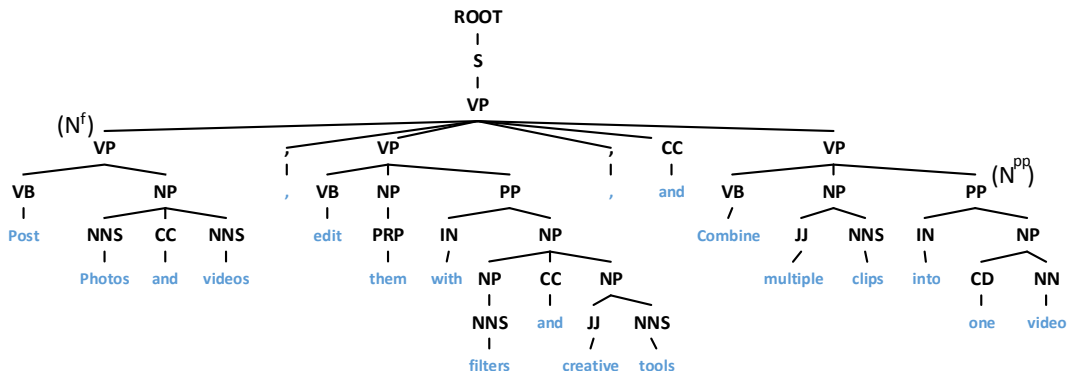 ROOT
S
VP
(N^f) (N^pp)
VP , VP , CC VP
VB NP , VB NP PP , and VB NP PP
Post NNS CC NNS edit PRP IN NP Combine JJ NNS IN NP
Photos and videos them with NP CC NP multiple clips into CD NN
NNS and JJ NNS one video
filters creative tools